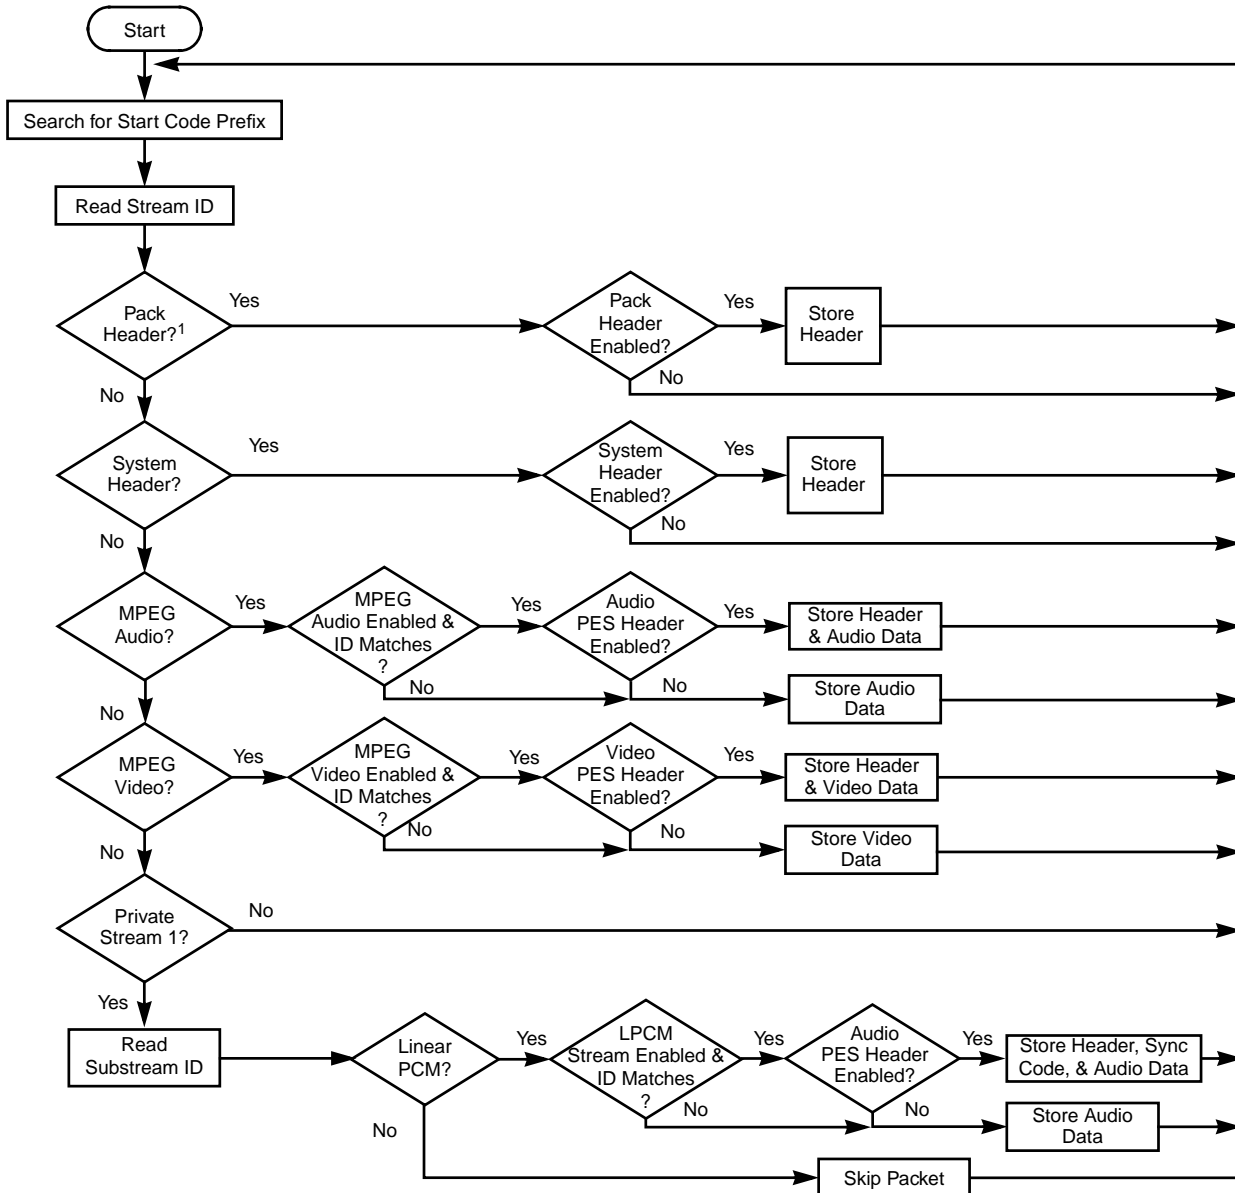 Start
Search for Start Code Prefix
Read Stream ID
Pack
Header?1
Yes
Pack
Header
Enabled?
Yes
Store
Header
No
No
System
Header?
Yes
System
Header
Enabled?
Yes
Store
Header
No
No
MPEG
Audio?
Yes
MPEG
Audio Enabled &
ID Matches
?
Yes
Audio
PES Header
Enabled?
Yes
Store Header
& Audio Data
No
No
Store Audio
Data
No
MPEG
Video?
Yes
MPEG
Video Enabled &
ID Matches
?
Yes
Video
PES Header
Enabled?
Yes
Store Header
& Video Data
No
No
Store Video
Data
No
Private
Stream 1?
No
Yes
Read
Substream ID
Linear
PCM?
Yes
LPCM
Stream Enabled &
ID Matches
?
Yes
Audio
PES Header
Enabled?
Yes
Store Header, Sync
Code, & Audio Data
No
No
Store Audio
Data
No
Skip Packet